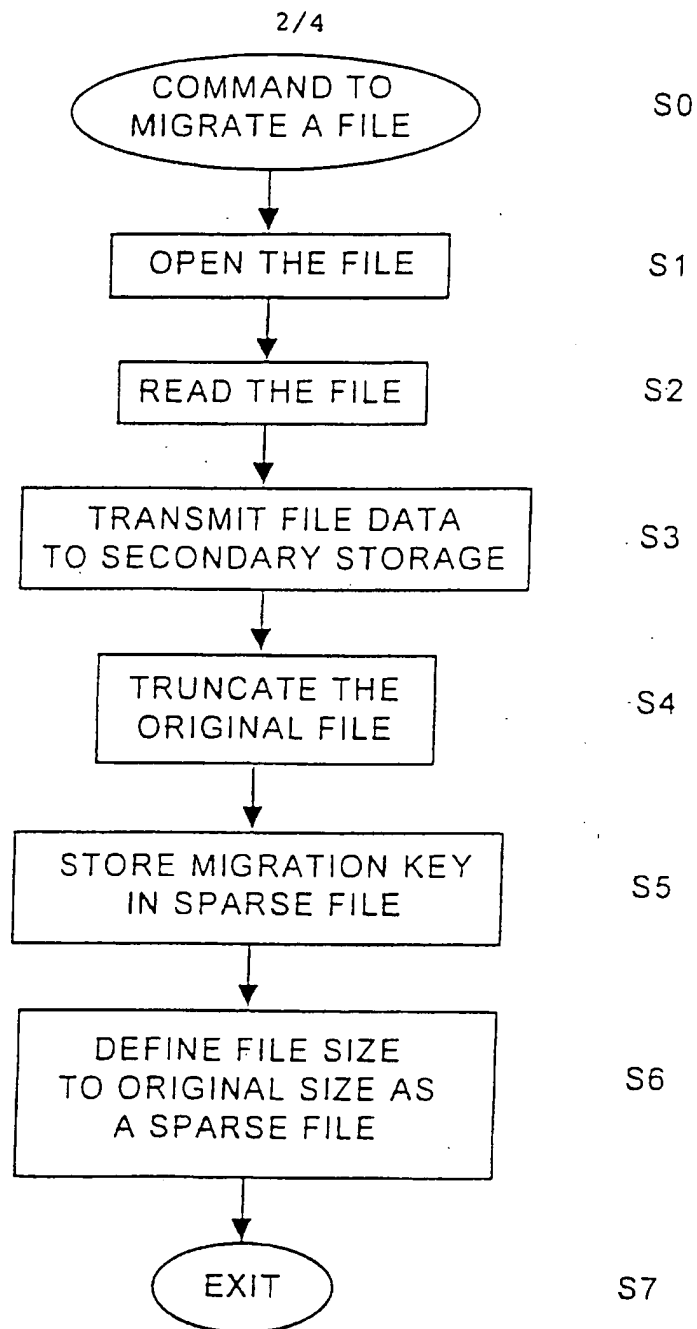 2/4
COMMAND TO
MIGRATE A FILE
S0
OPEN THE FILE
S1
READ THE FILE
S2
TRANSMIT FILE DATA
TO SECONDARY STORAGE
S3
TRUNCATE THE
ORIGINAL FILE
S4
STORE MIGRATION KEY
IN SPARSE FILE
S5
DEFINE FILE SIZE
TO ORIGINAL SIZE AS
A SPARSE FILE
S6
EXIT
S7